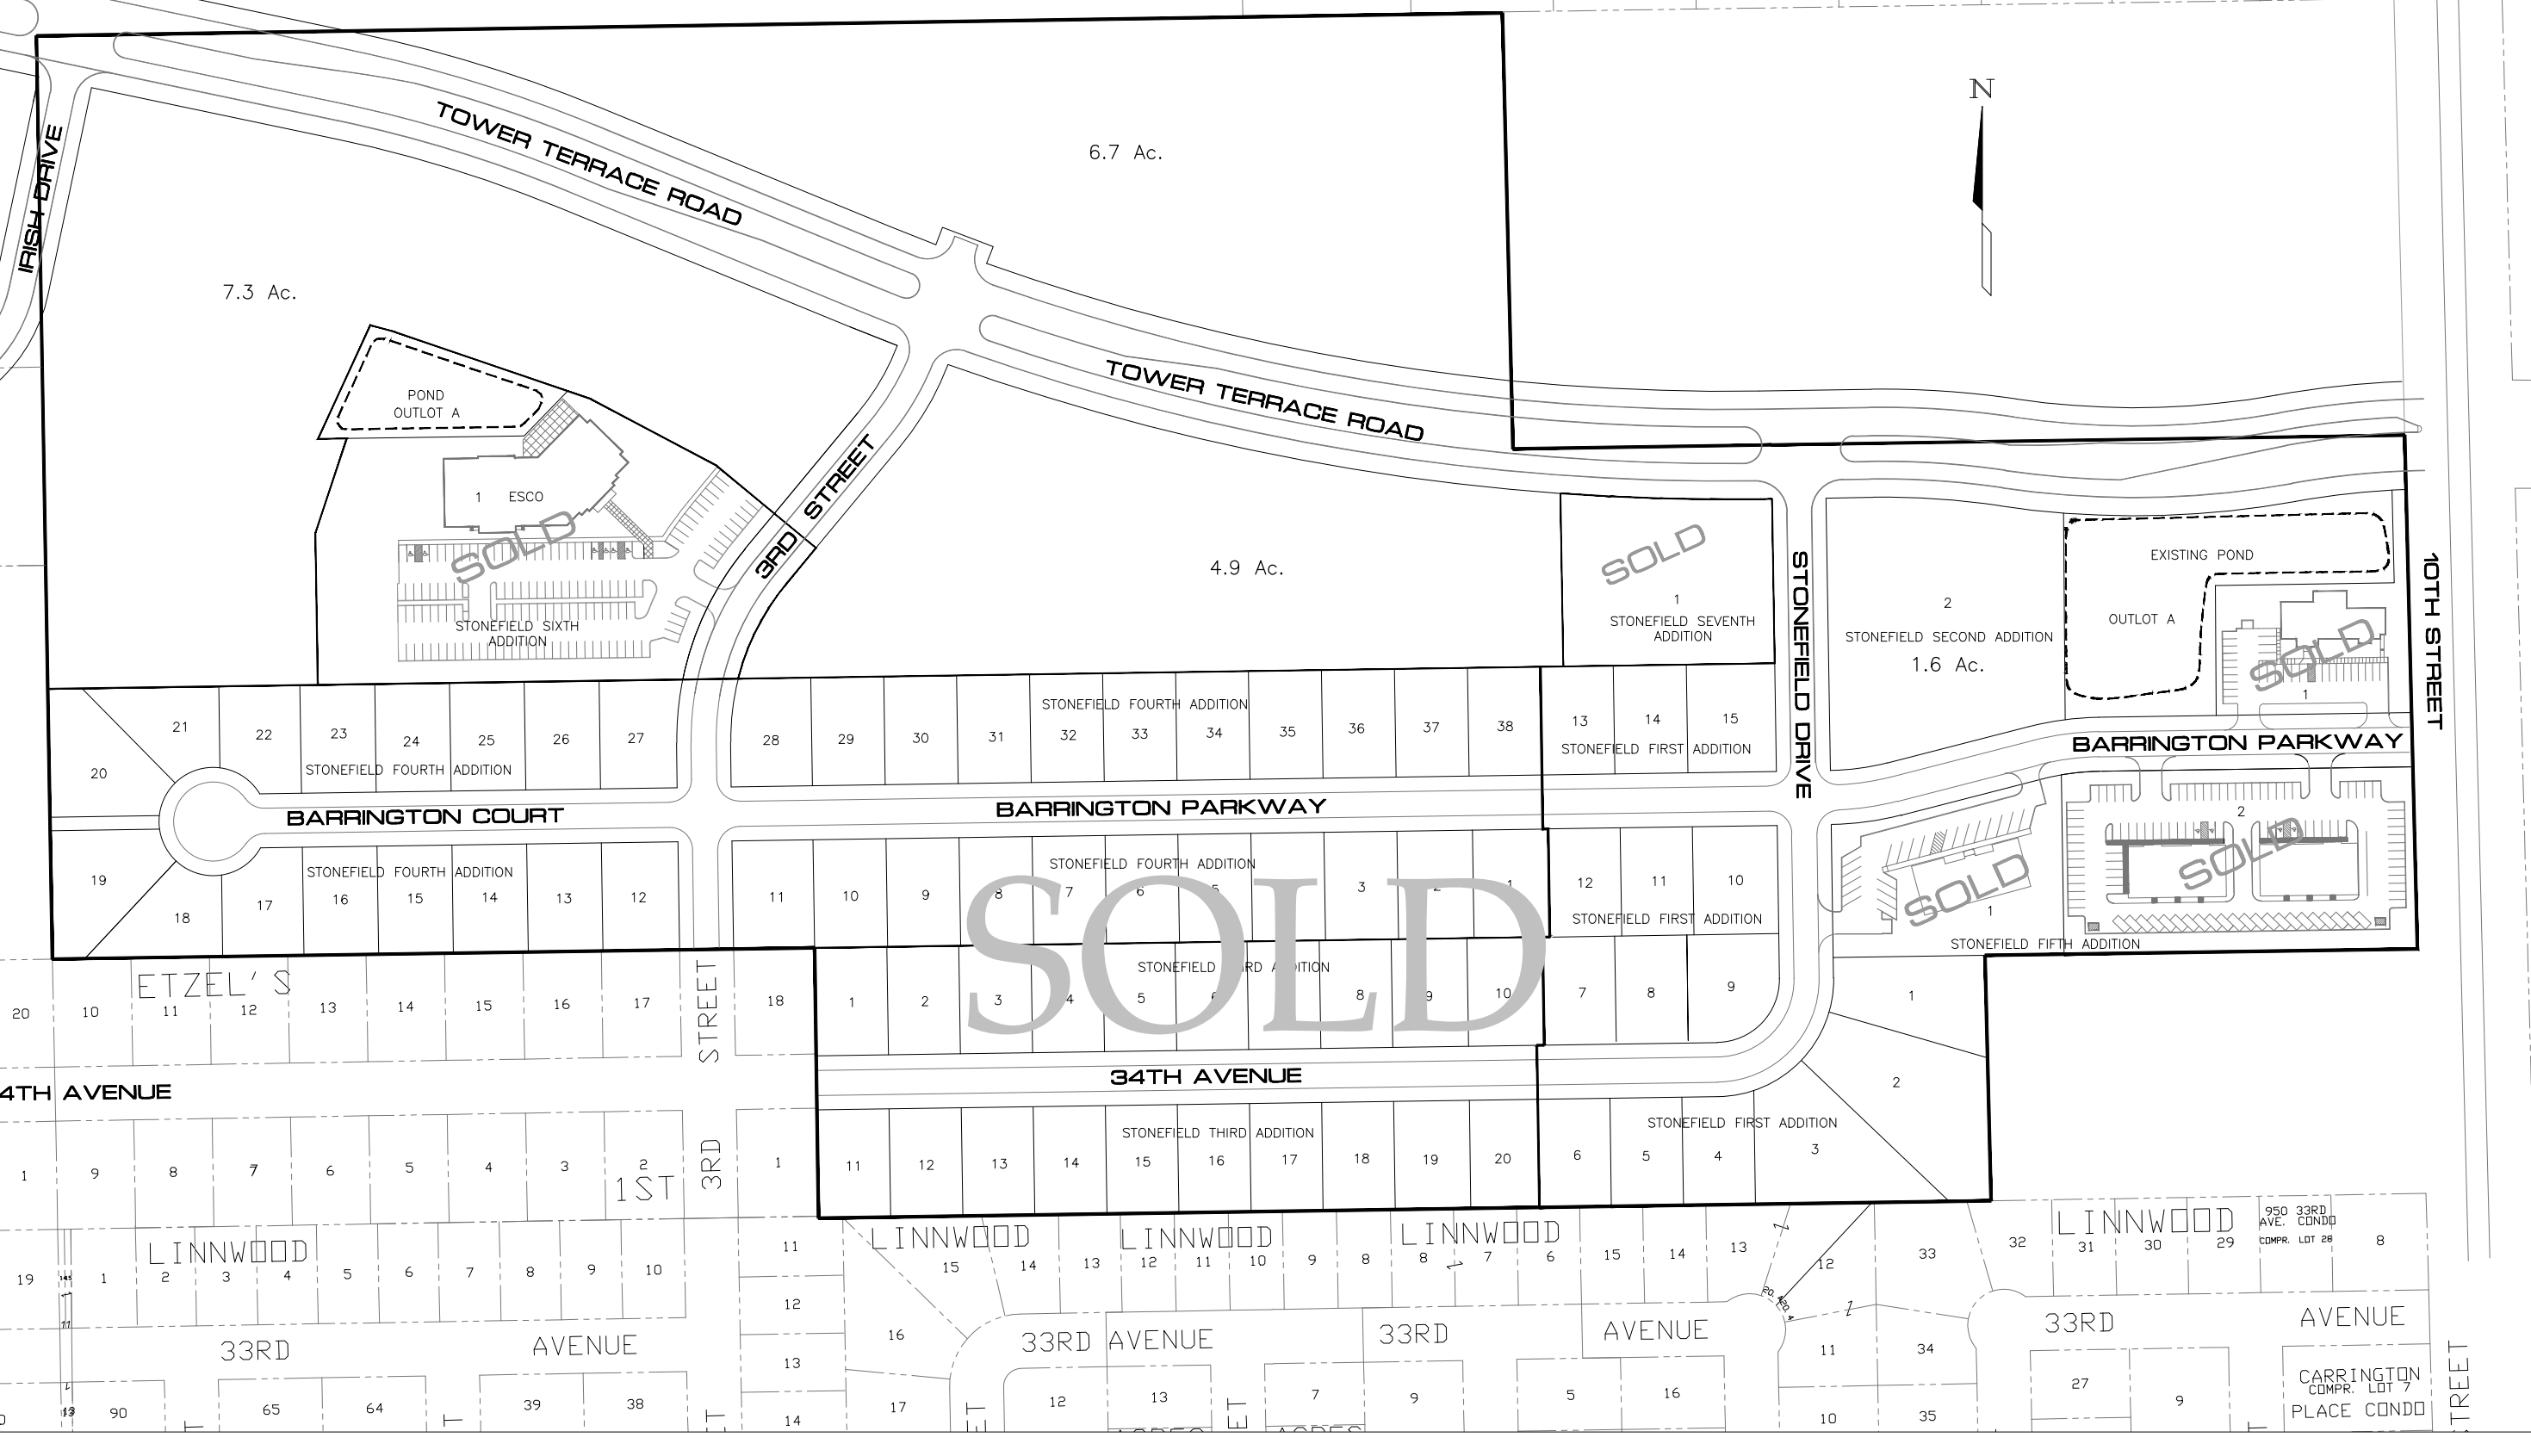 N
TOWER TERRACE ROAD
6.7 Ac.
IRISH DRIVE
7.3 Ac.
POND
OUTLOT A
1 ESCO
SOLD
STONEFIELD SIXTH
ADDITION
3RD STREET
TOWER TERRACE ROAD
4.9 Ac.
SOLD
1
STONEFIELD SEVENTH
ADDITION
STONEFIELD DRIVE
2
STONEFIELD SECOND ADDITION
1.6 Ac.
EXISTING POND
OUTLOT A
SOLD
1
10TH STREET
20 21 22 23 24 25 26 27
STONEFIELD FOURTH ADDITION
28 29 30 31 32 33 34 35 36 37 38
STONEFIELD FOURTH ADDITION
13 14 15
STONEFIELD FIRST ADDITION
BARRINGTON PARKWAY
BARRINGTON COURT
BARRINGTON PARKWAY
STONEFIELD FOURTH ADDITION
19 18 17 16 15 14 13 12
STONEFIELD FOURTH ADDITION
11 10 9 8 7 6 5 3 2 1
12 11 10
STONEFIELD FIRST ADDITION
SOLD
1
SOLD
2
SOLD
STONEFIELD FIFTH ADDITION
ETZEL'S
20 10 11 12 13 14 15 16 17 18
STREET
STONEFIELD THIRD ADDITION
1 2 3 4 5 6 8 9 10
7 8 9
1
2
4TH AVENUE
34TH AVENUE
STONEFIELD THIRD ADDITION
11 12 13 14 15 16 17 18 19 20
STONEFIELD FIRST ADDITION
6 5 4 3
1 9 8 7 6 5 4 3 2 1
1ST
3RD
LINNWOOD
LINNWOOD
LINNWOOD
LINNWOOD
LINNWOOD
950 33RD
AVE. CONDO
COMPR. LOT 28
19 1 2 3 4 5 6 7 8 9 10
11
15 14 13 12 11 10 9 8 8 7 6 15 14 13 12 33 32 31 30 29 8
12
16
33RD AVENUE
33RD AVENUE
33RD AVENUE
33RD AVENUE
13
11 34
90 65 64 39 38
14
17 12 13 7 9 5 16
10 35
27 9
CARRINGTON
COMPR. LOT 7
PLACE CONDO
STREET